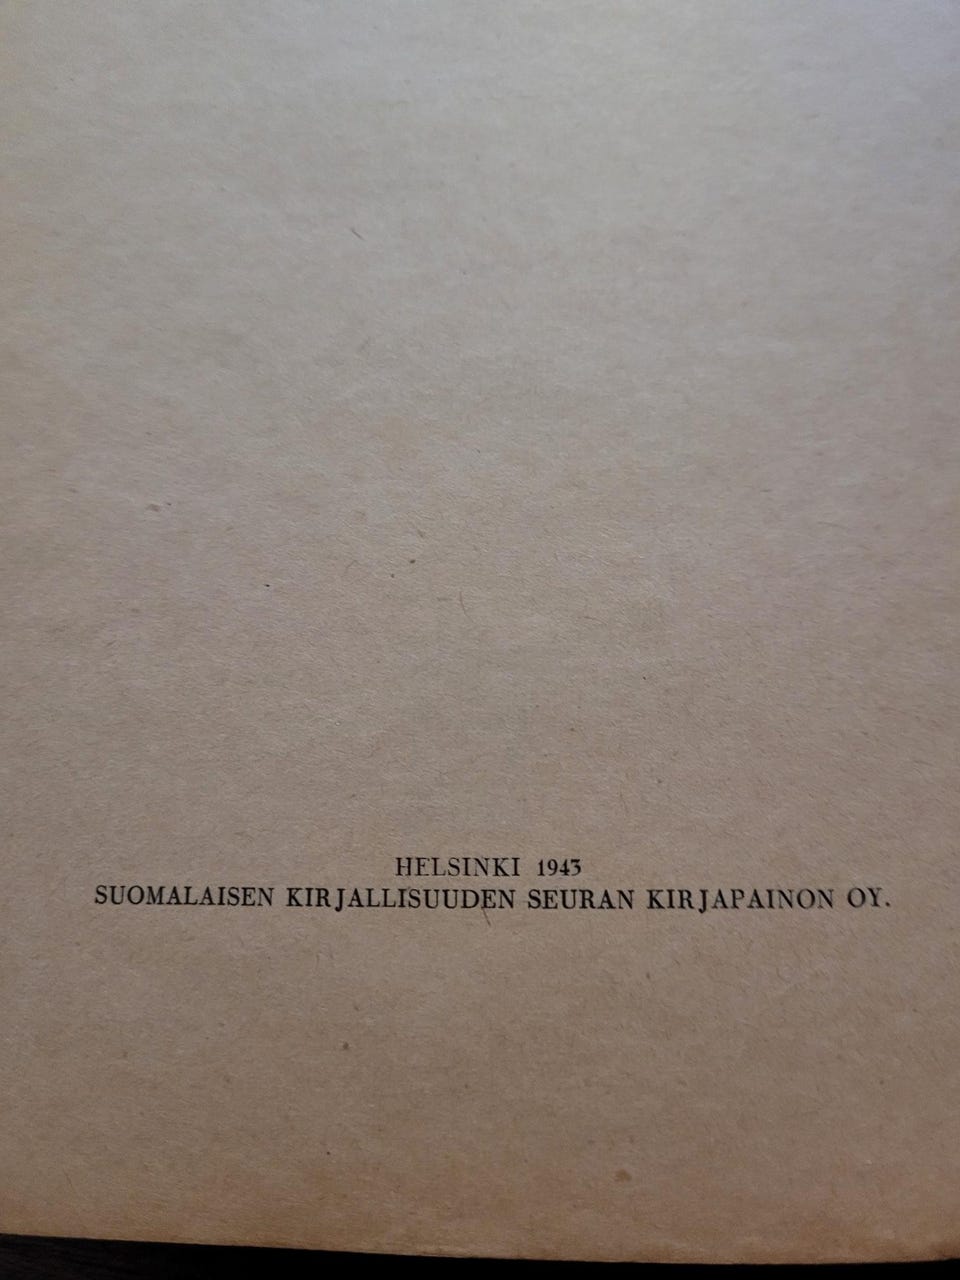 HELSINKI 1943
SUOMALAISEN KIRJALLISUUDEN SEURAN KIRJAPAINON OY.